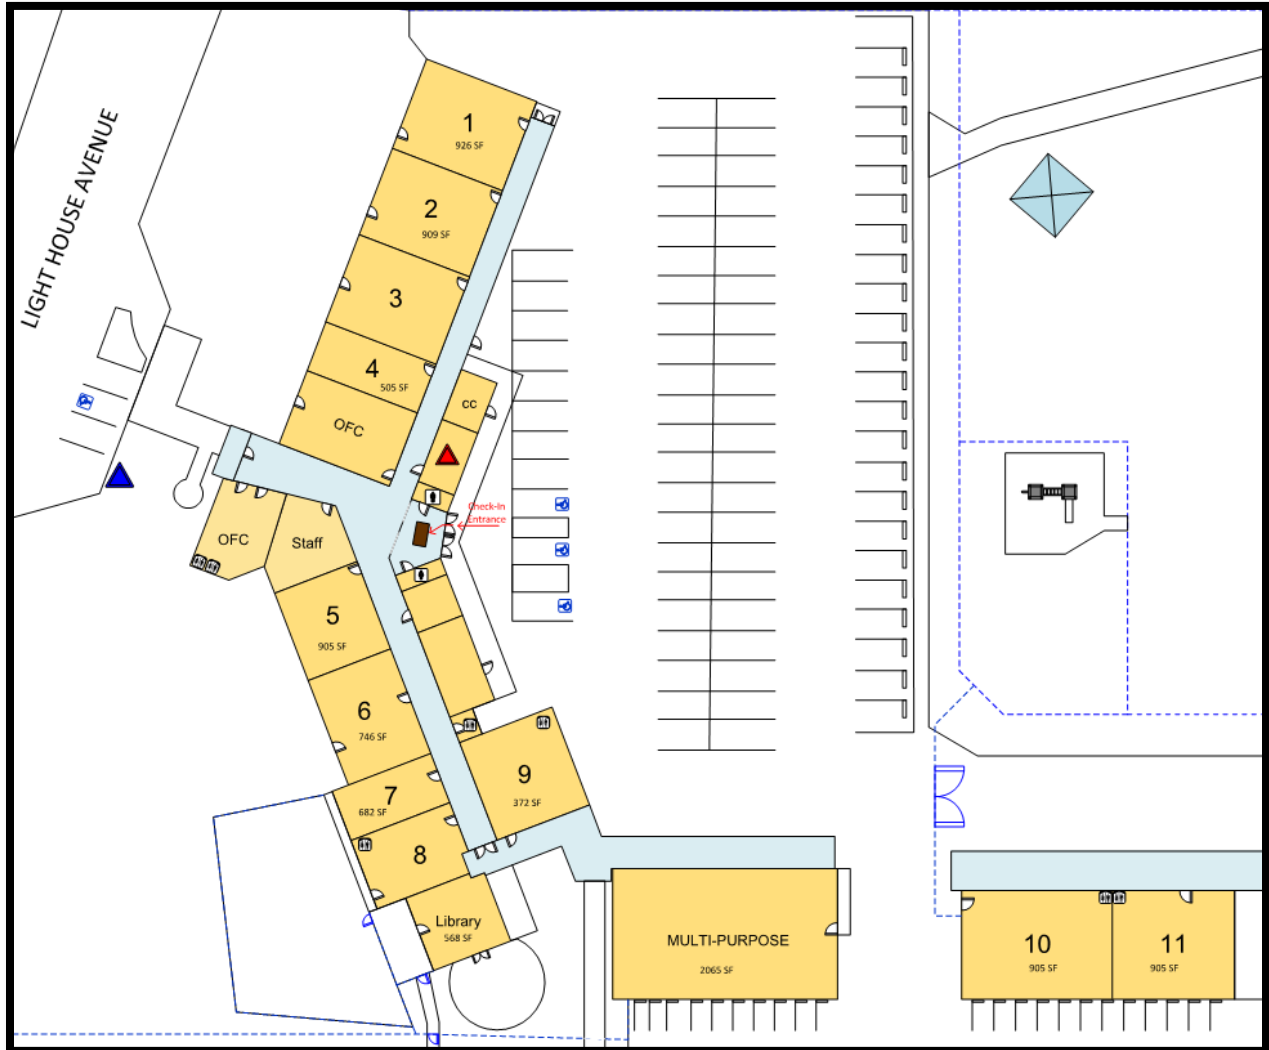 LIGHT HOUSE AVENUE
1
926 SF
2
909 SF
3
4
505 SF
OFC
cc
Check-In
Entrance
OFC
Staff
5
905 SF
6
746 SF
7
682 SF
8
9
372 SF
Library
568 SF
MULTI-PURPOSE
2065 SF
10
905 SF
11
905 SF